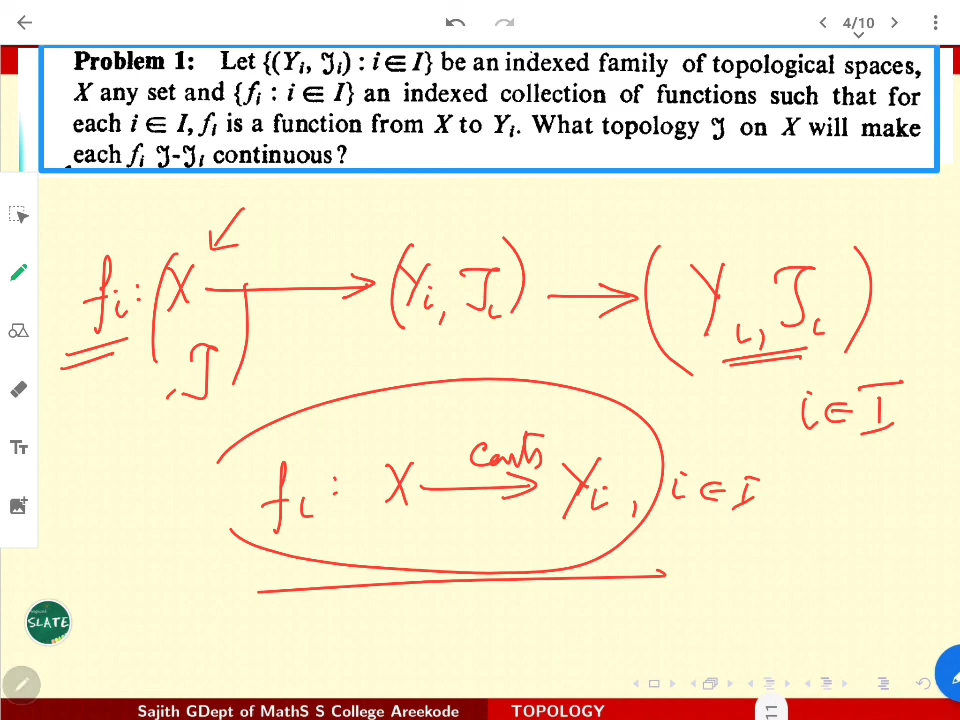 4/10
Problem 1: Let {(Yᵢ, 𝒥ᵢ) : i ∈ I} be an indexed family of topological spaces,
X any set and {fᵢ : i ∈ I} an indexed collection of functions such that for
each i ∈ I, fᵢ is a function from X to Yᵢ. What topology 𝒥 on X will make
each fᵢ 𝒥-𝒥ᵢ continuous?
fᵢ: (X, 𝒥) → (Yᵢ, 𝒥ᵢ) → (Yᵢ, 𝒥ᵢ)
i ∈ I
fᵢ: X →conts Yᵢ, i ∈ I
Tт
SLATE
11
Sajith GDept of MathS S College Areekode TOPOLOGY